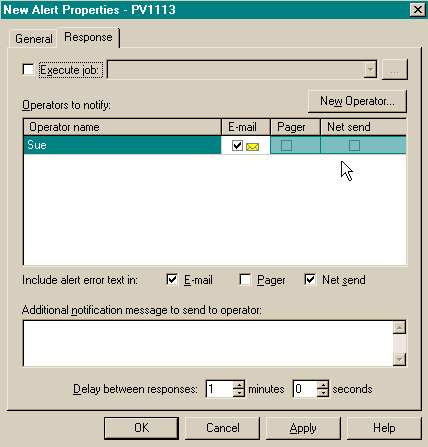 New Alert Properties - PV1113
General Response
Execute job: ...
New Operator...
Operators to notify:
Operator name E-mail Pager Net send
Sue
Include alert error text in: E-mail Pager Net send
Additional notification message to send to operator:
Delay between responses: 1 minutes 0 seconds
OK Cancel Apply Help